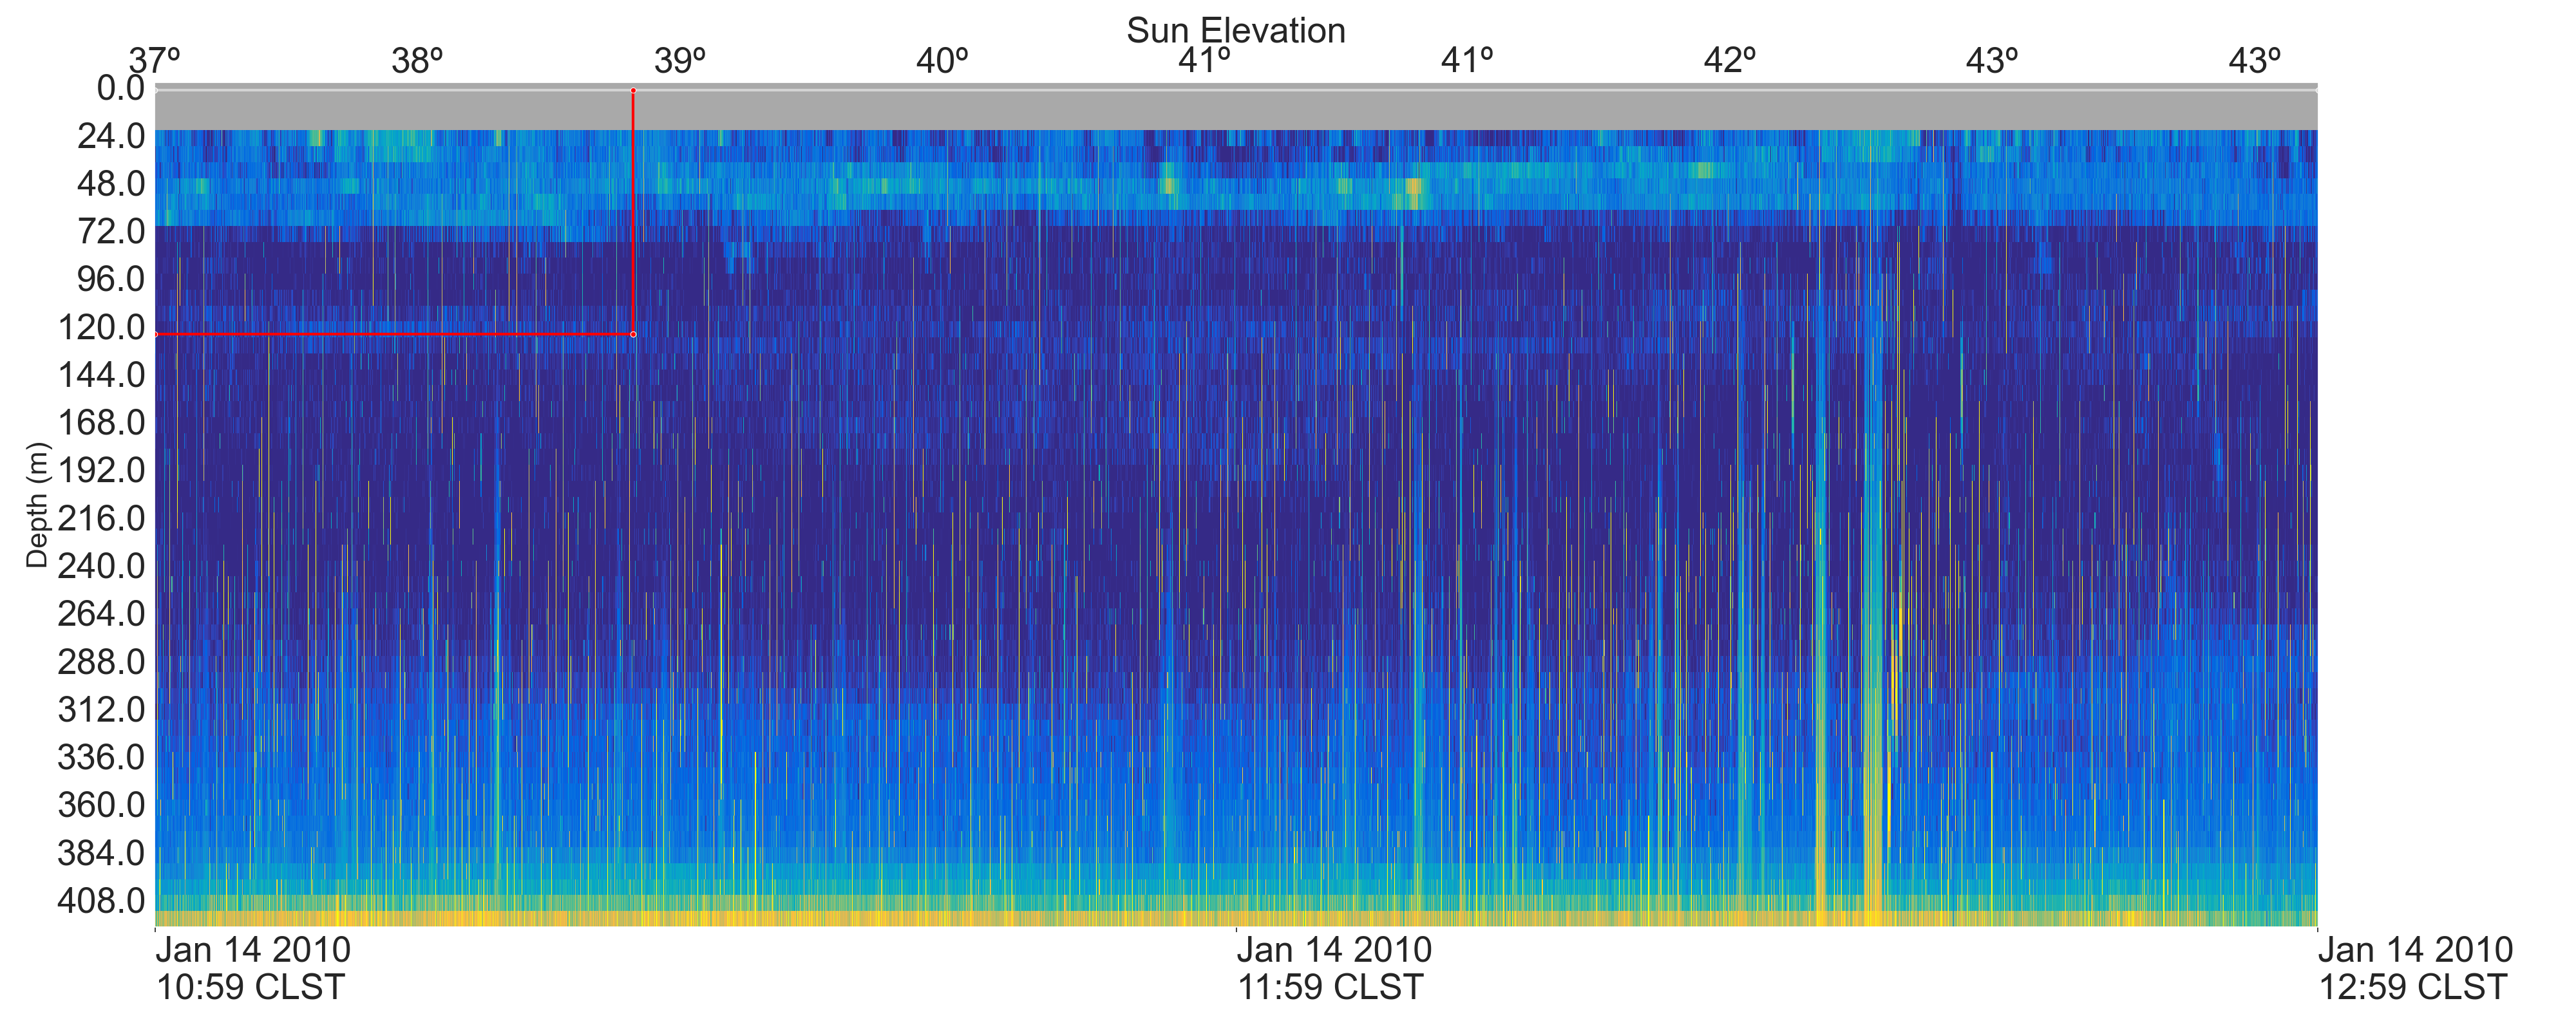 Sun Elevation
37º 38º 39º 40º 41º 41º 42º 43º 43º
0.0
24.0
48.0
72.0
96.0
120.0
144.0
168.0
192.0
216.0
240.0
264.0
288.0
312.0
336.0
360.0
384.0
408.0
Depth (m)
Jan 14 2010
10:59 CLST
Jan 14 2010
11:59 CLST
Jan 14 2010
12:59 CLST